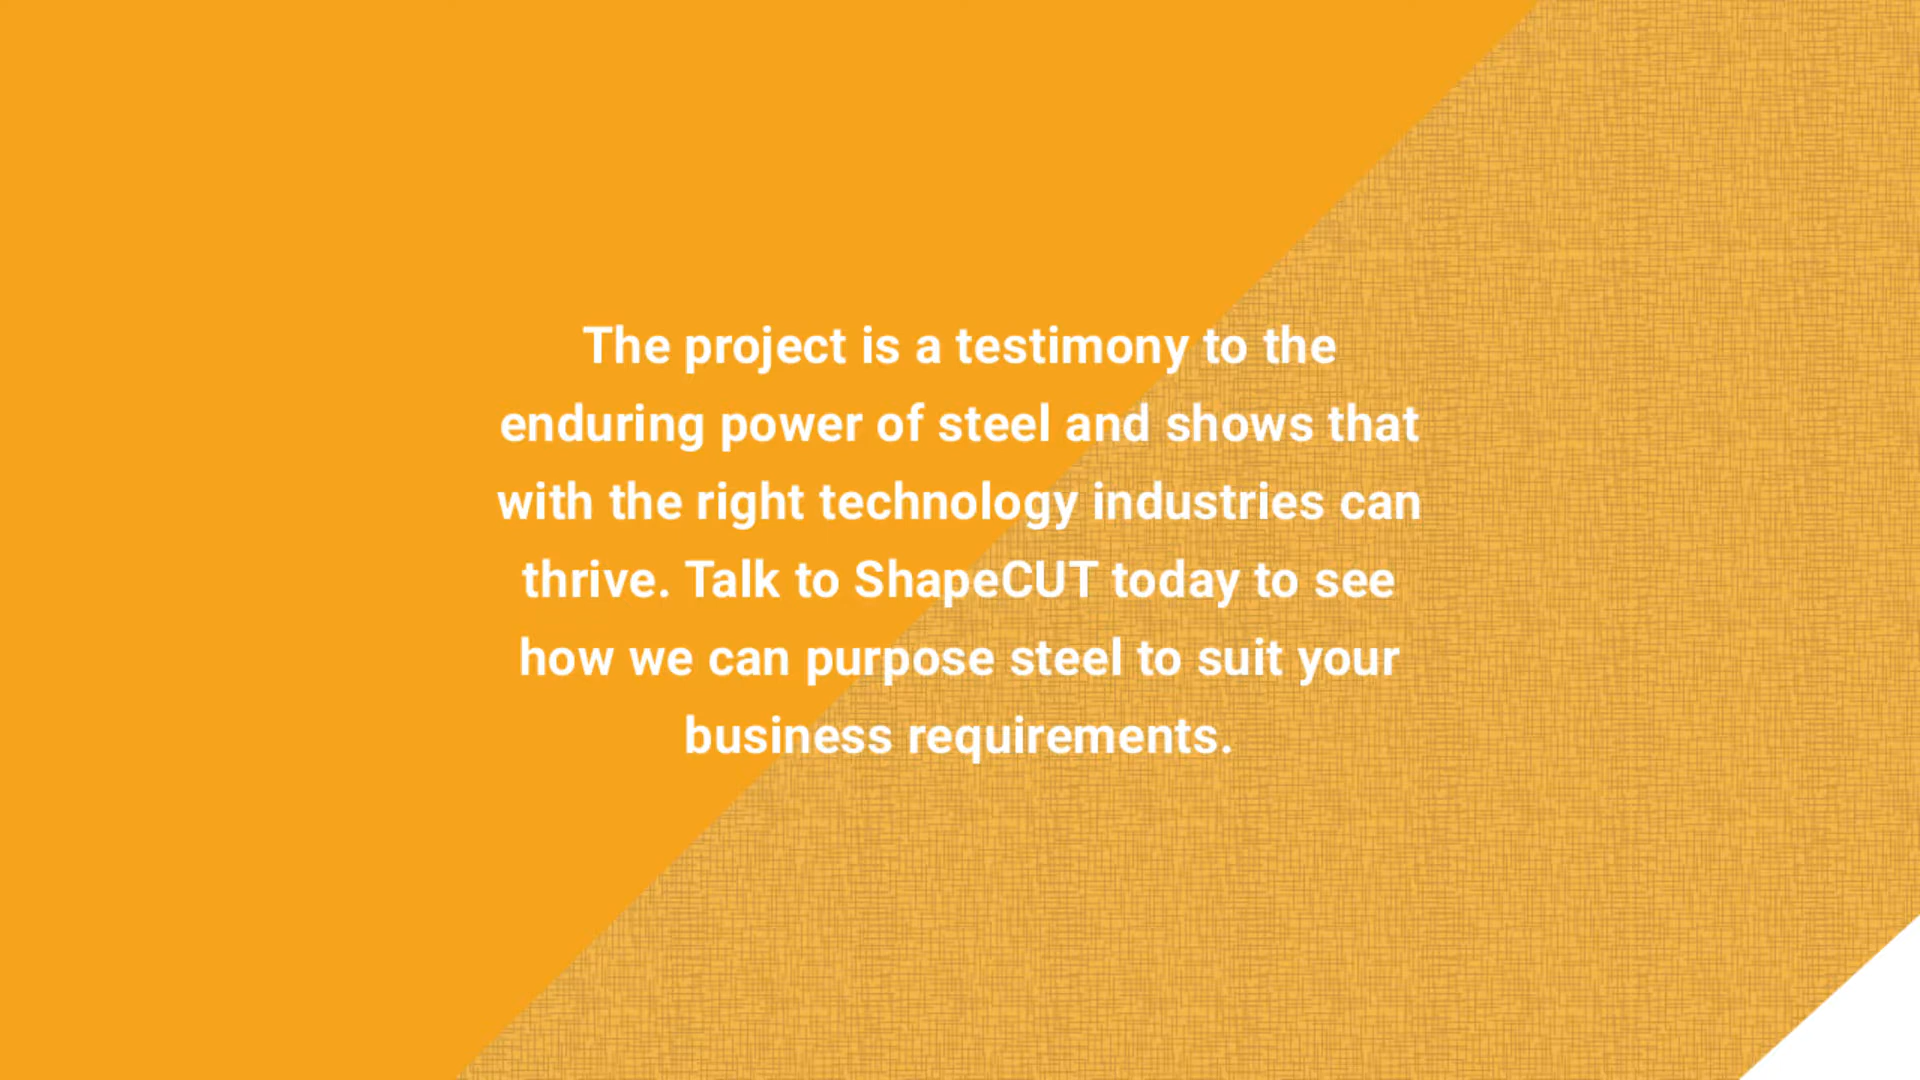 The project is a testimony to the
enduring power of steel and shows that
with the right technology industries can
thrive. Talk to ShapeCUT today to see
how we can purpose steel to suit your
business requirements.